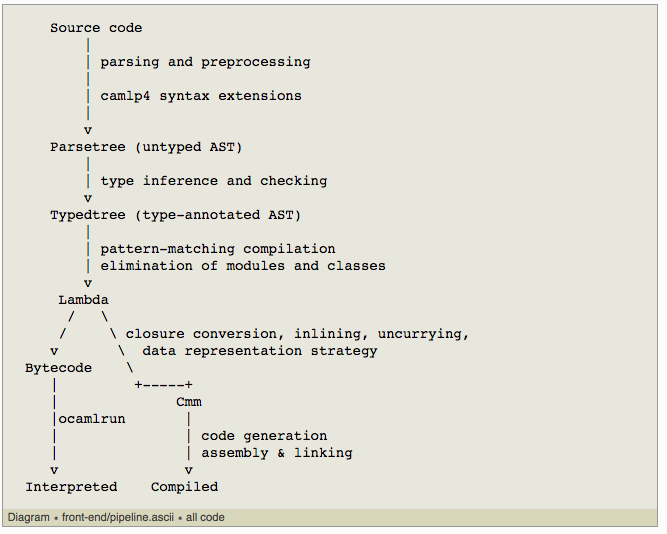 Source code
|
| parsing and preprocessing
|
| camlp4 syntax extensions
|
v
Parsetree (untyped AST)
|
| type inference and checking
v
Typedtree (type-annotated AST)
|
| pattern-matching compilation
| elimination of modules and classes
v
Lambda
/   \
/     \ closure conversion, inlining, uncurrying,
v       \  data representation strategy
Bytecode    \
|         +-----+
|             Cmm
|ocamlrun       |
|               | code generation
|               | assembly & linking
v               v
Interpreted    Compiled
Diagram • front-end/pipeline.ascii • all code